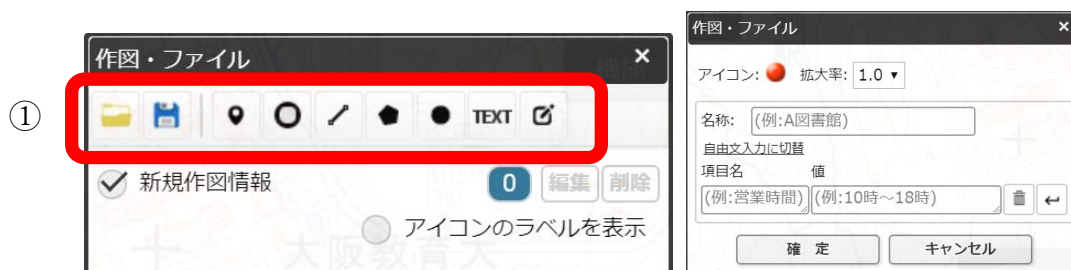 ①
作図・ファイル ×
TEXT
新規作図情報 0 編集 削除
アイコンのラベルを表示
大阪教育大
作図・ファイル ×
アイコン: 拡大率: 1.0
名称: (例:A図書館)
自由文入力に切替
項目名 値
(例:営業時間) (例:10時～18時)
確 定 キャンセル